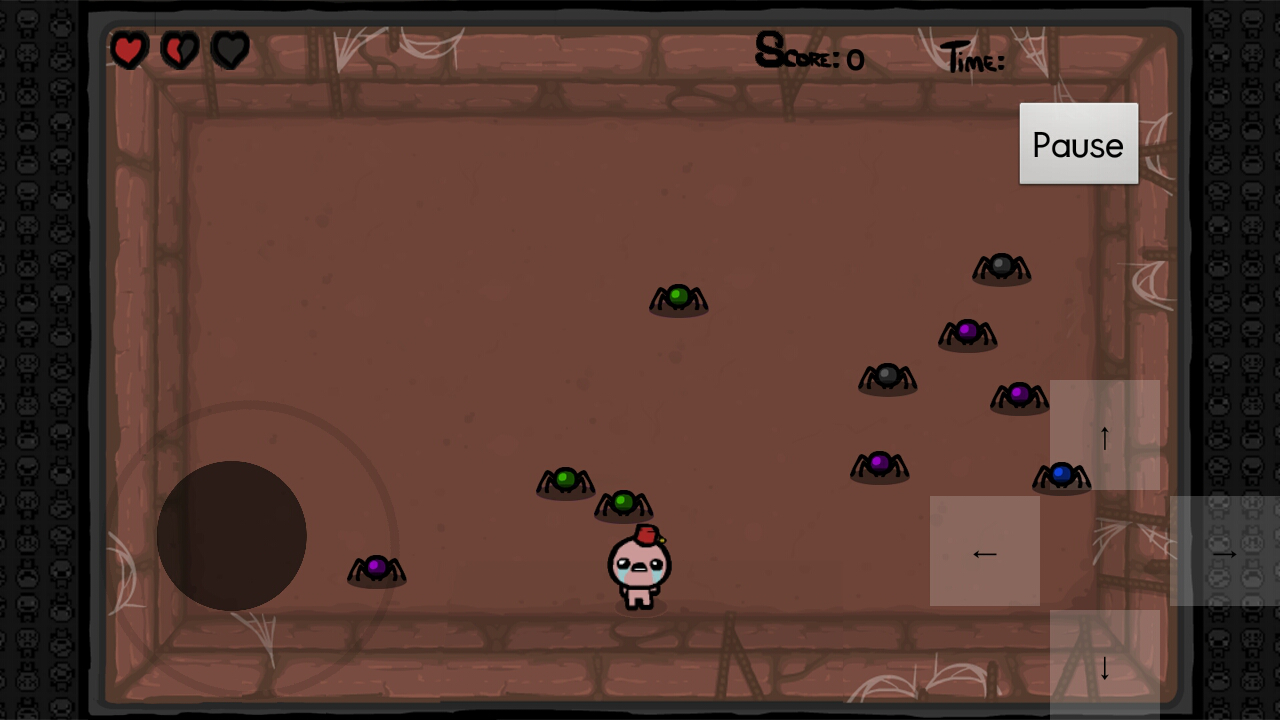 Score: 0
Time:
Pause
↑
←
→
↓